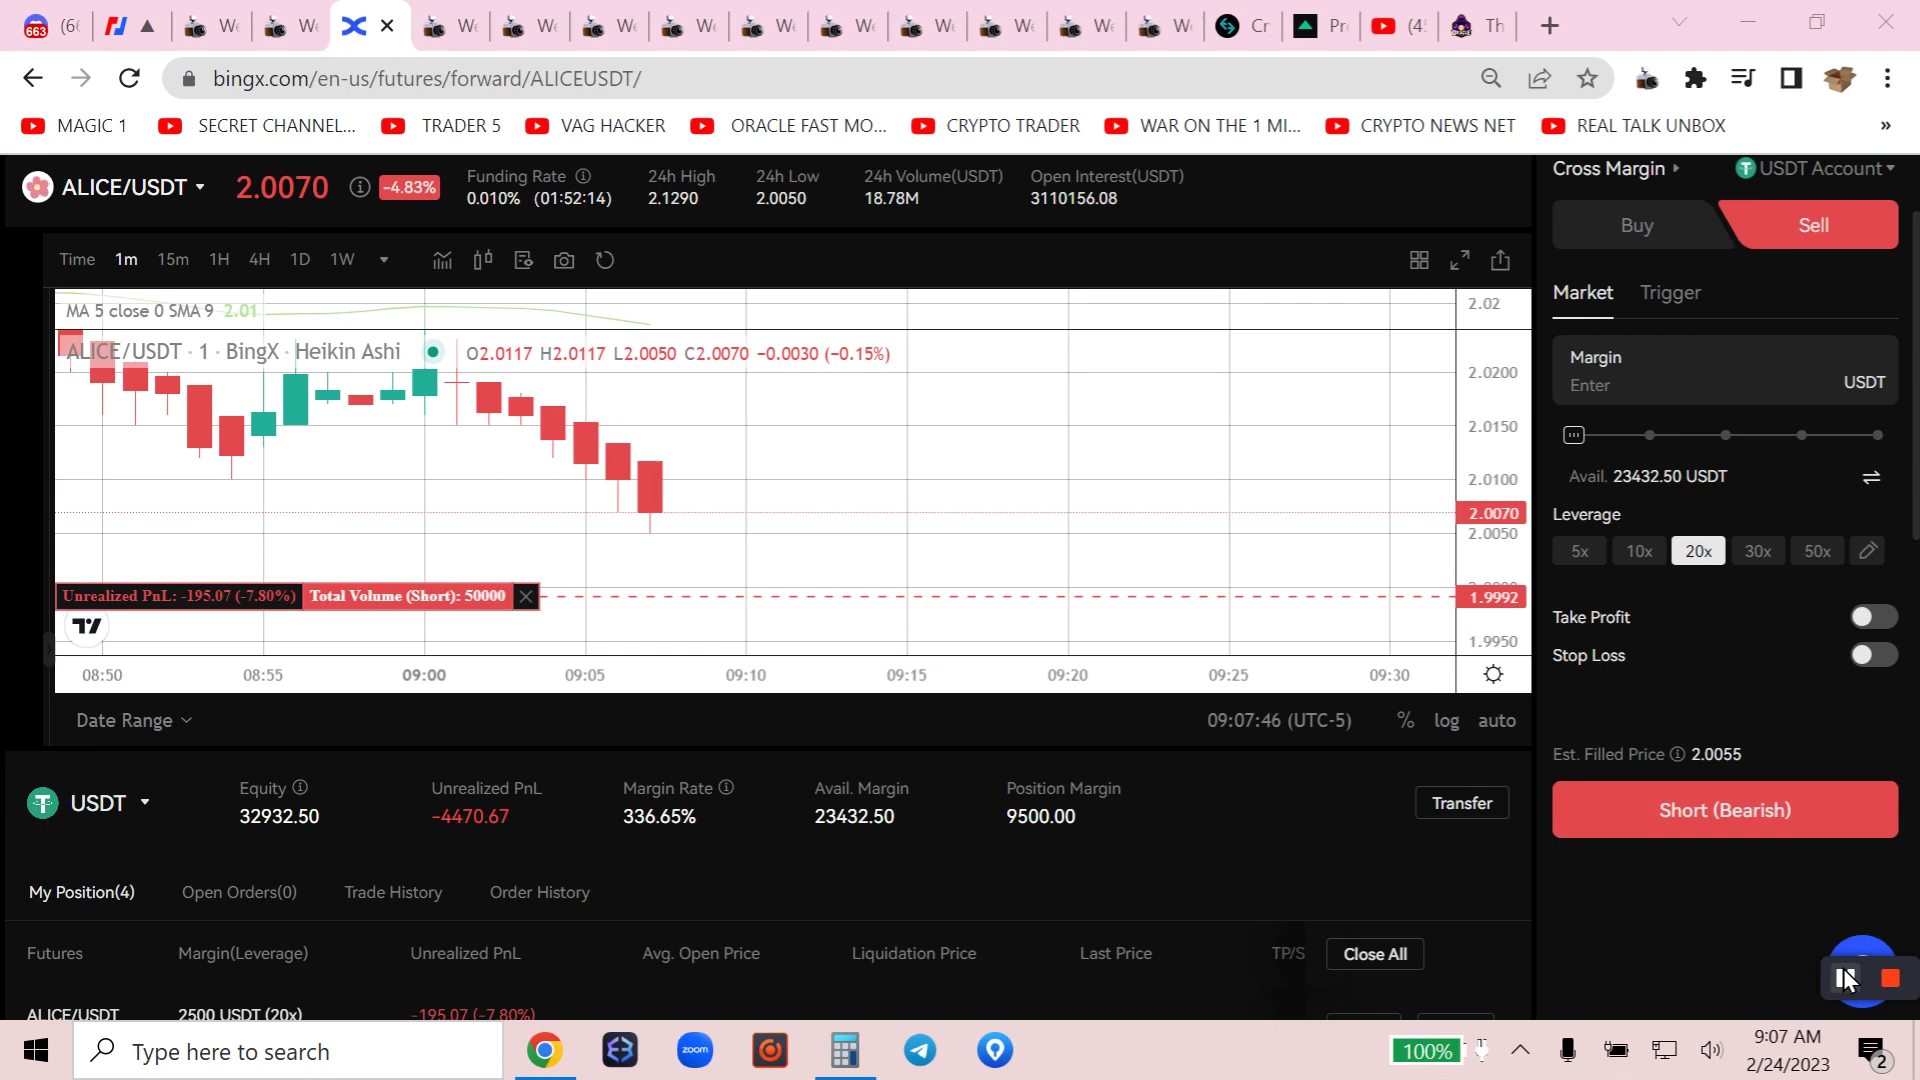 663 (6 W W W W W W W W W W W Cr Pr (4 Th
bingx.com/en-us/futures/forward/ALICEUSDT/
MAGIC 1 SECRET CHANNEL... TRADER 5 VAG HACKER ORACLE FAST MO... CRYPTO TRADER WAR ON THE 1 MI... CRYPTO NEWS NET REAL TALK UNBOX »
ALICE/USDT 2.0070 -4.83%
Funding Rate 24h High 24h Low 24h Volume(USDT) Open Interest(USDT)
0.010% (01:52:14) 2.1290 2.0050 18.78M 3110156.08
Cross Margin USDT Account
Buy Sell
Time 1m 15m 1H 4H 1D 1W
Market Trigger
MA 5 close 0 SMA 9 2.01
2.02
ALICE/USDT · 1 · BingX · Heikin Ashi O2.0117 H2.0117 L2.0050 C2.0070 −0.0030 (−0.15%)
2.0200
2.0150
2.0100
2.0070
2.0050
1.9992
1.9950
Unrealized PnL: -195.07 (-7.80%) Total Volume (Short): 50000
08:50 08:55 09:00 09:05 09:10 09:15 09:20 09:25 09:30
Date Range 09:07:46 (UTC-5) % log auto
Margin
Enter USDT
Avail. 23432.50 USDT
Leverage
5x 10x 20x 30x 50x
Take Profit
Stop Loss
Est. Filled Price 2.0055
Short (Bearish)
USDT
Equity Unrealized PnL Margin Rate Avail. Margin Position Margin
32932.50 -4470.67 336.65% 23432.50 9500.00
Transfer
My Position(4) Open Orders(0) Trade History Order History
Futures Margin(Leverage) Unrealized PnL Avg. Open Price Liquidation Price Last Price TP/S Close All
ALICE/USDT 2500 USDT (20x) -195.07 (-7.80%)
Type here to search
zoom
100%
9:07 AM
2/24/2023
2